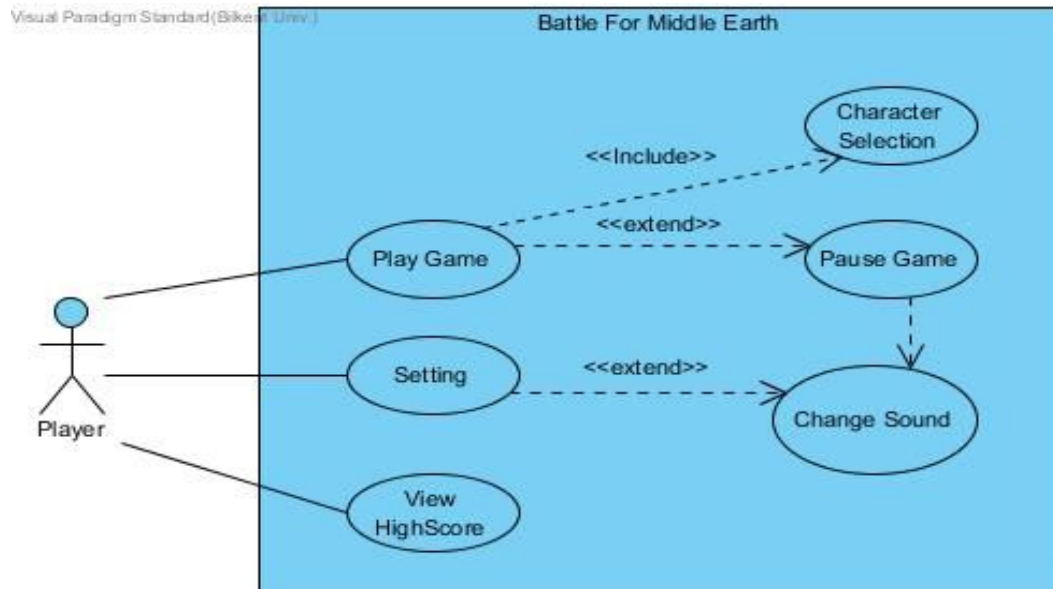 Visual Paradigm Standard(Bilkent Univ.)
Battle For Middle Earth
Character
Selection
<<Include>>
<<extend>>
Play Game
Pause Game
Setting
<<extend>>
Change Sound
Player
View
HighScore